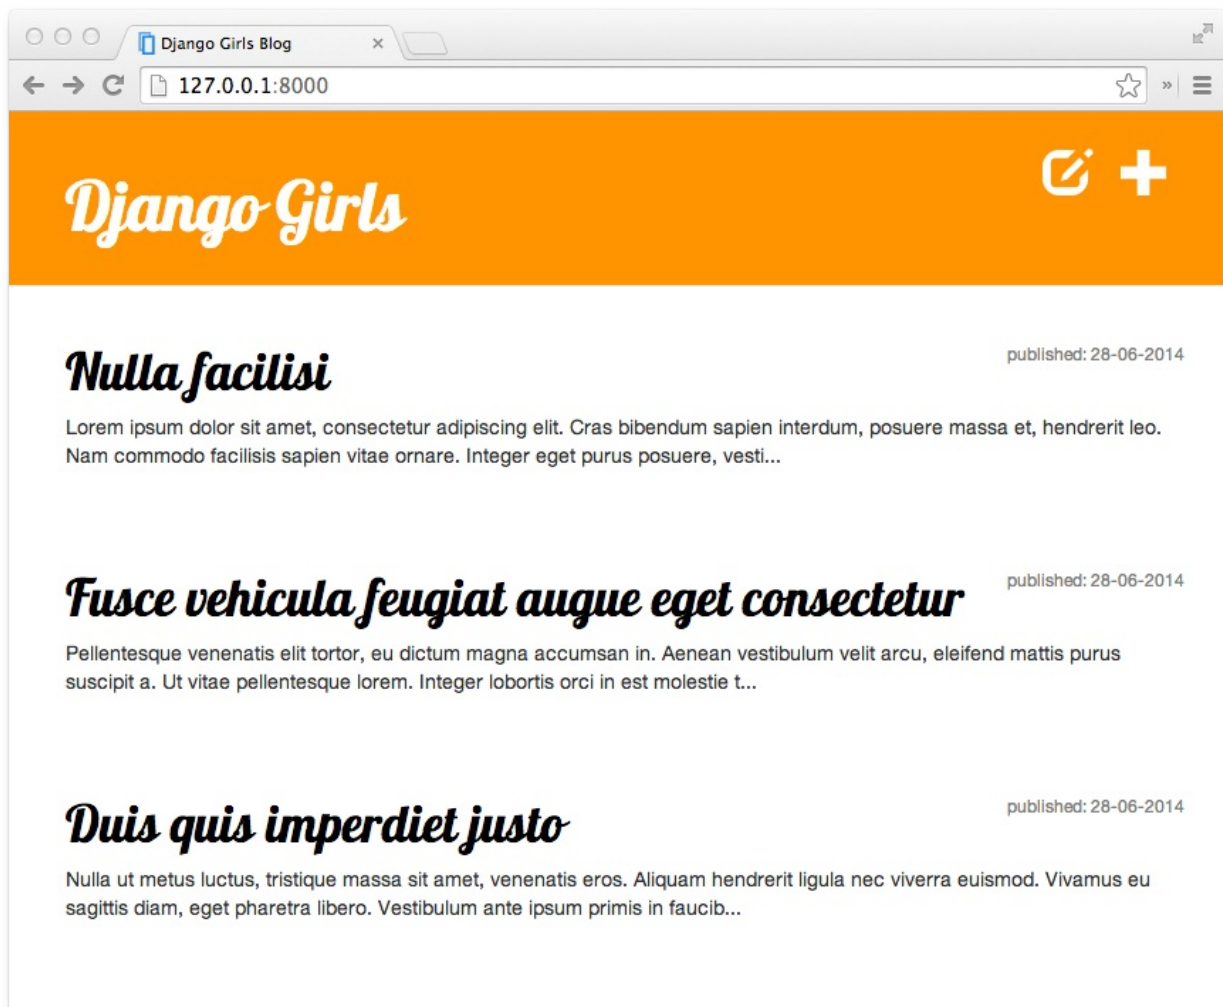 Django Girls Blog
127.0.0.1:8000
Django Girls
Nulla facilisi
published: 28-06-2014
Lorem ipsum dolor sit amet, consectetur adipiscing elit. Cras bibendum sapien interdum, posuere massa et, hendrerit leo.
Nam commodo facilisis sapien vitae ornare. Integer eget purus posuere, vesti...
Fusce vehicula feugiat augue eget consectetur
published: 28-06-2014
Pellentesque venenatis elit tortor, eu dictum magna accumsan in. Aenean vestibulum velit arcu, eleifend mattis purus
suscipit a. Ut vitae pellentesque lorem. Integer lobortis orci in est molestie t...
Duis quis imperdiet justo
published: 28-06-2014
Nulla ut metus luctus, tristique massa sit amet, venenatis eros. Aliquam hendrerit ligula nec viverra euismod. Vivamus eu
sagittis diam, eget pharetra libero. Vestibulum ante ipsum primis in faucib...